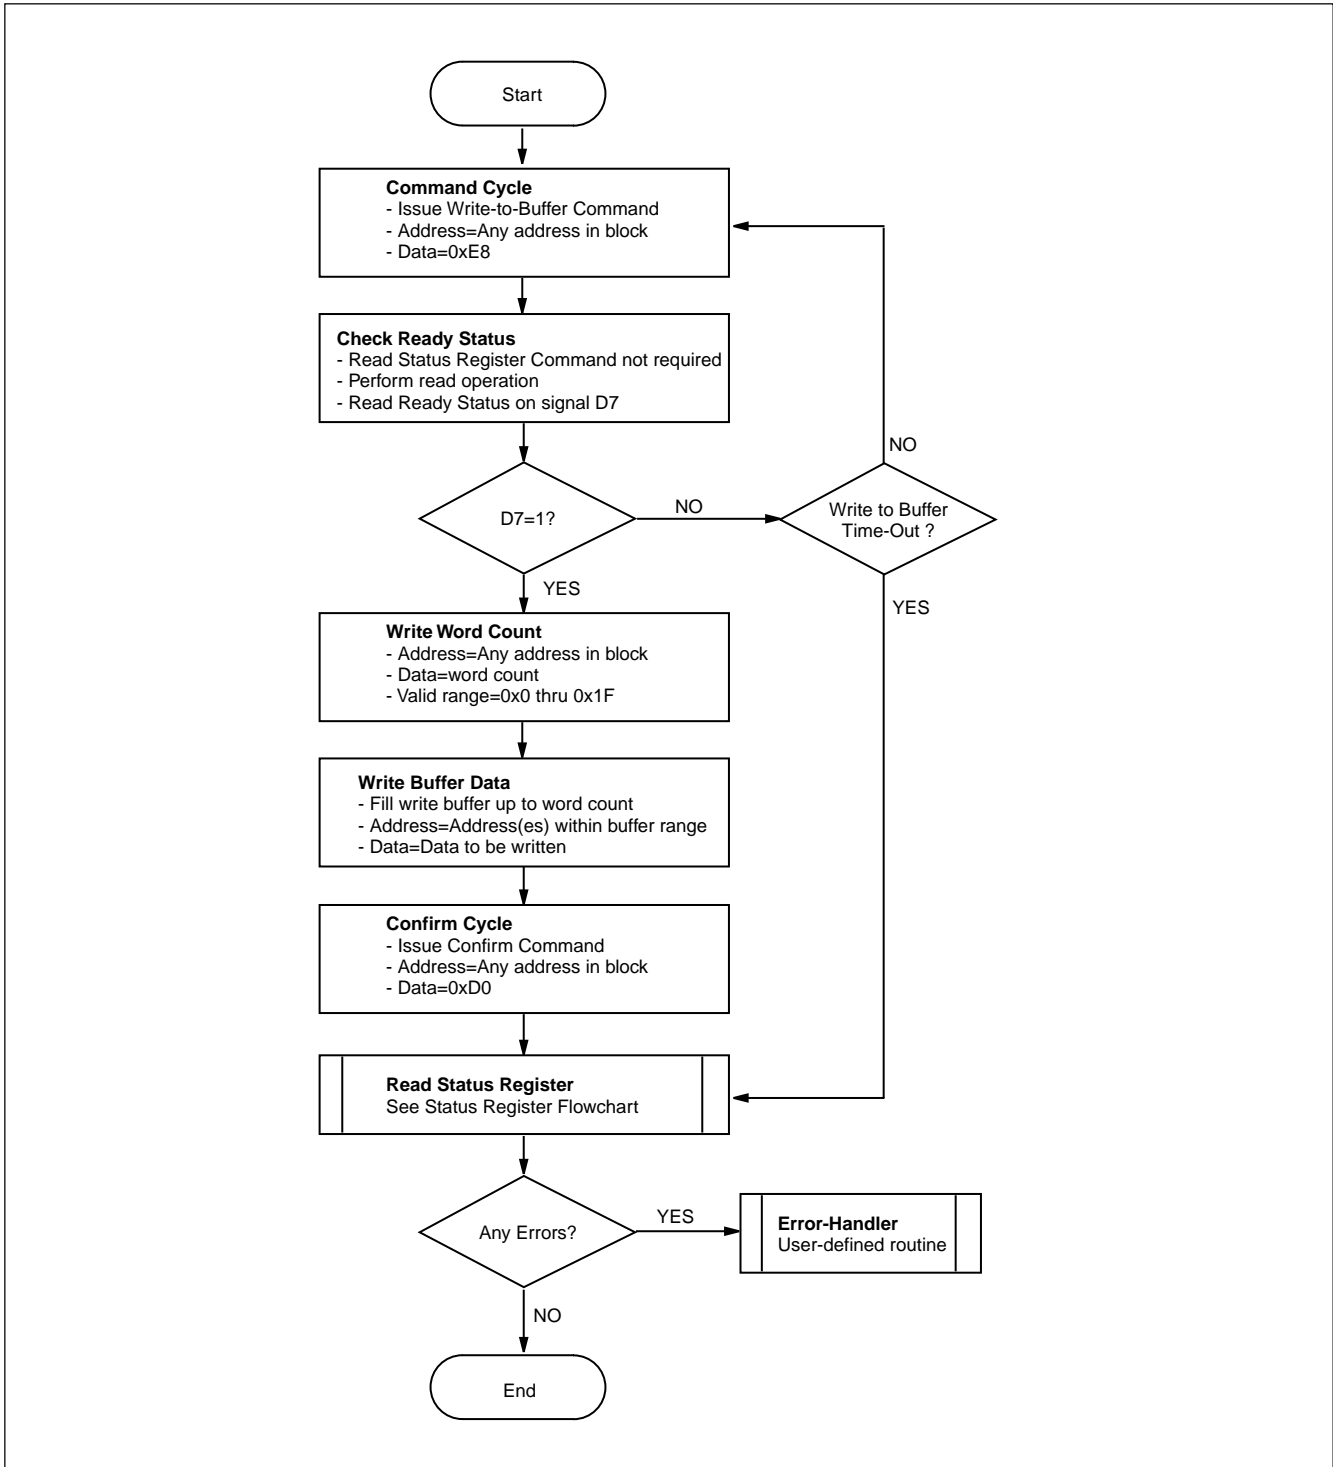 Start
Command Cycle
- Issue Write-to-Buffer Command
- Address=Any address in block
- Data=0xE8
Check Ready Status
- Read Status Register Command not required
- Perform read operation
- Read Ready Status on signal D7
NO
D7=1?
NO
Write to Buffer
Time-Out ?
YES
YES
Write Word Count
- Address=Any address in block
- Data=word count
- Valid range=0x0 thru 0x1F
Write Buffer Data
- Fill write buffer up to word count
- Address=Address(es) within buffer range
- Data=Data to be written
Confirm Cycle
- Issue Confirm Command
- Address=Any address in block
- Data=0xD0
Read Status Register
See Status Register Flowchart
Any Errors?
YES
Error-Handler
User-defined routine
NO
End